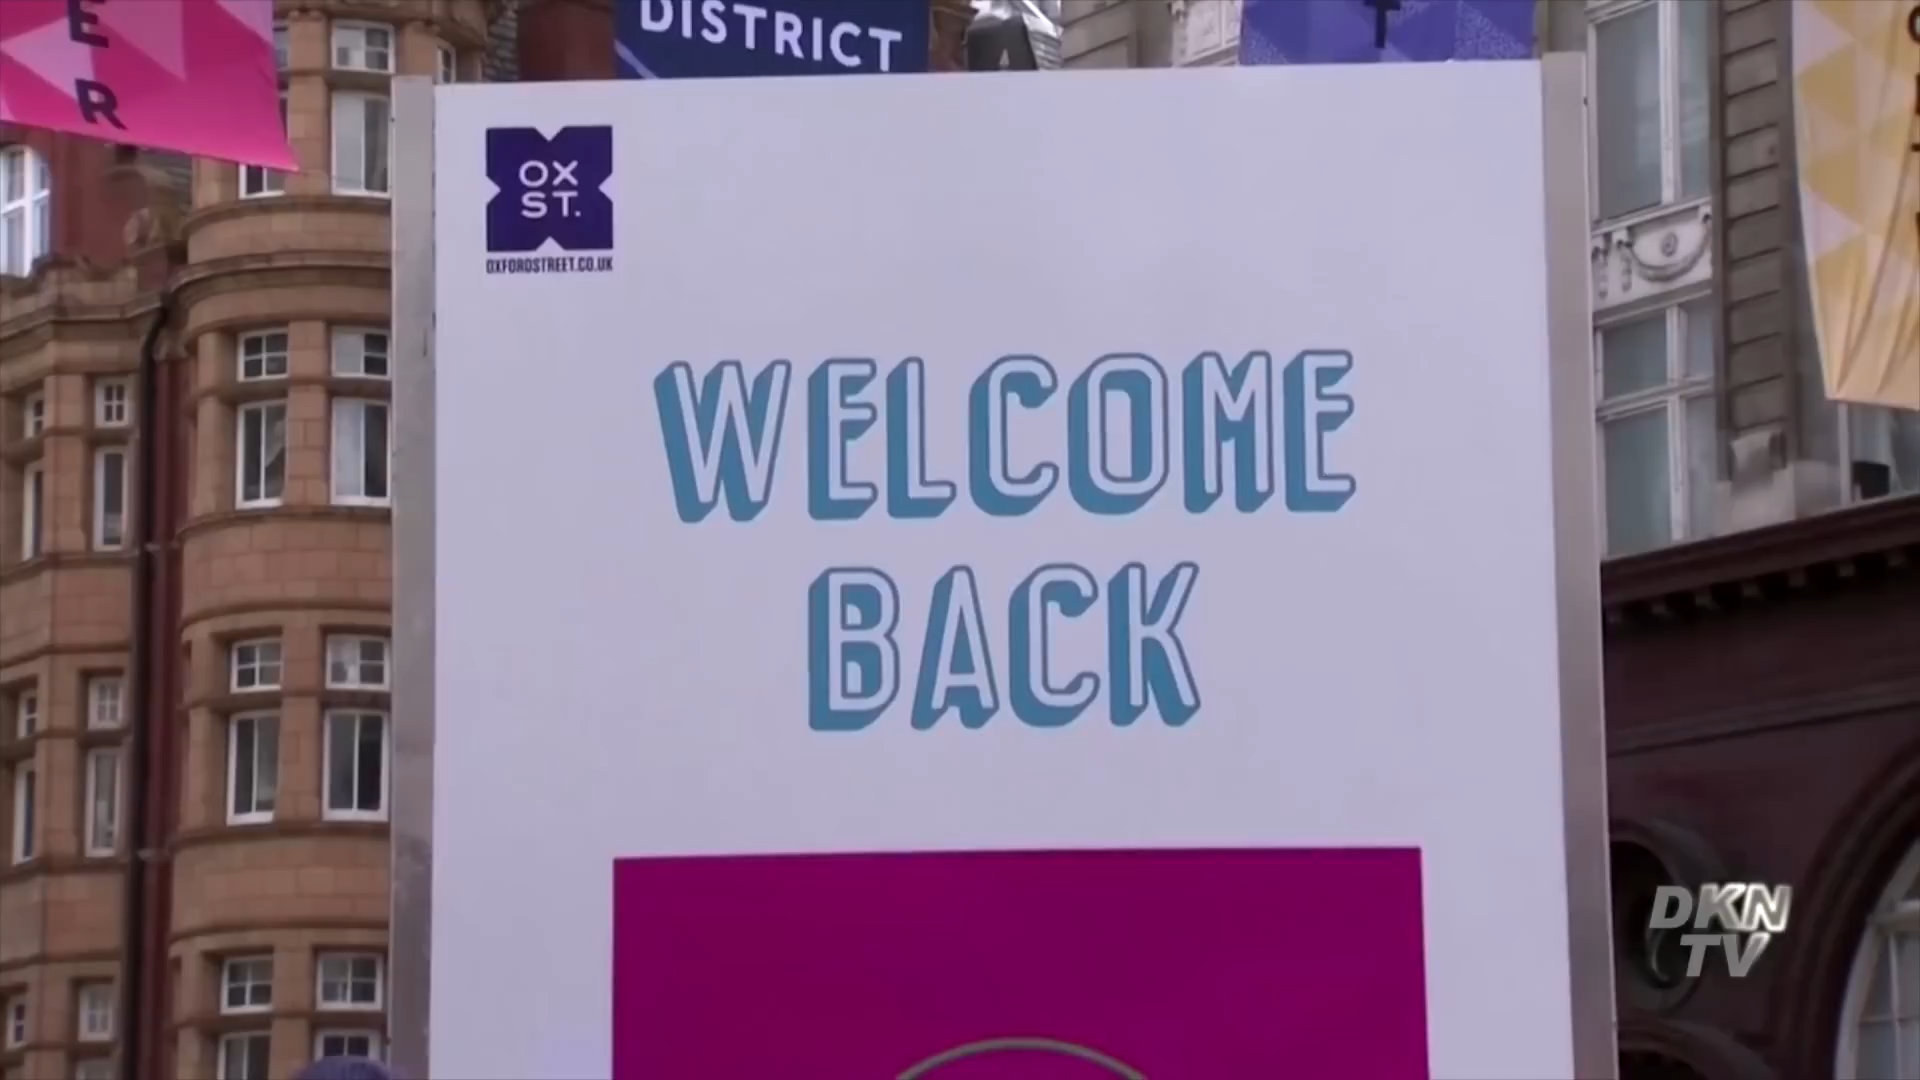 E
R
DISTRICT
T
OX
ST.
OXFORDSTREET.CO.UK
WELCOME
BACK
DKN
TV